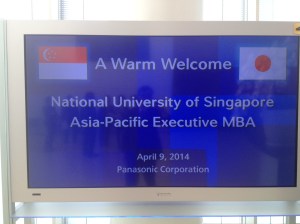 A Warm Welcome
National University of Singapore
Asia-Pacific Executive MBA
April 9, 2014
Panasonic Corporation